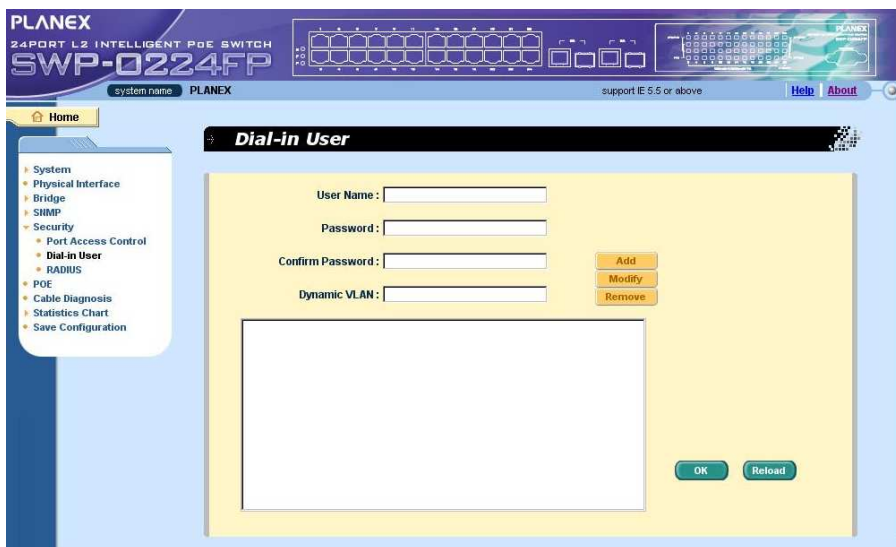 PLANEX
24PORT L2 INTELLIGENT PoE SWITCH
SWP-0224FP
PLANEX
system name PLANEX
support IE 5.5 or above
Help About
Home
Dial-in User
System
Physical Interface
Bridge
SNMP
Security
Port Access Control
Dial-in User
RADIUS
POE
Cable Diagnosis
Statistics Chart
Save Configuration
User Name :
Password :
Confirm Password :
Dynamic VLAN :
Add
Modify
Remove
OK Reload